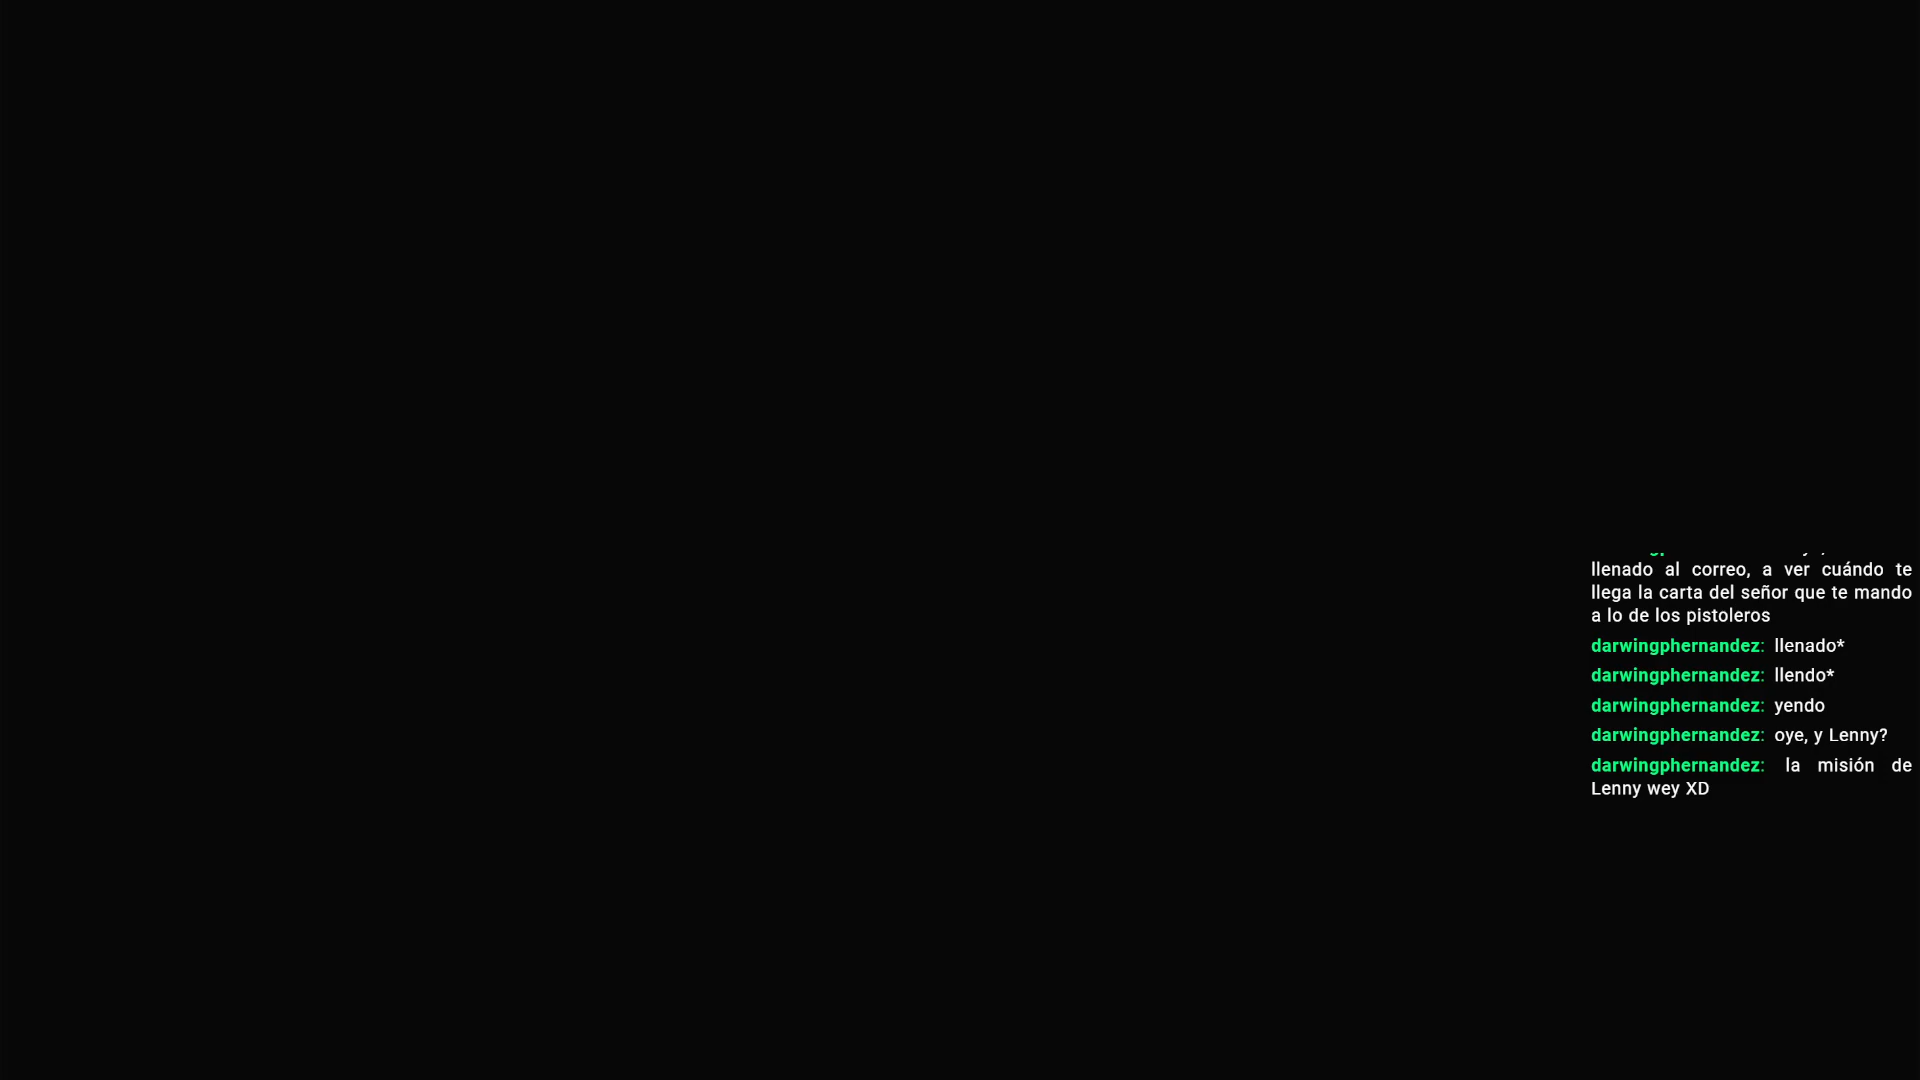 llenado al correo, a ver cuándo te
llega la carta del señor que te mando
a lo de los pistoleros
darwingphernandez: llenado*
darwingphernandez: llendo*
darwingphernandez: yendo
darwingphernandez: oye, y Lenny?
darwingphernandez: la misión de
Lenny wey XD